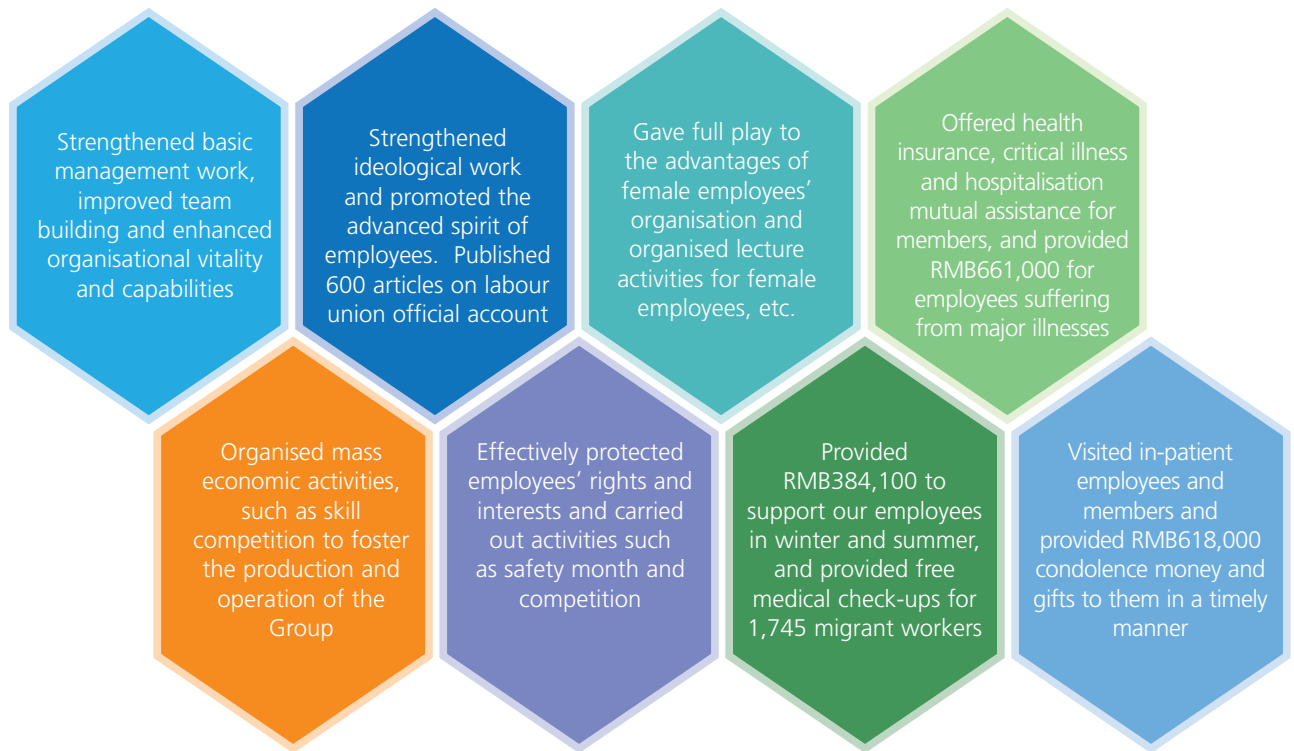 Strengthened basic
management work,
improved team
building and enhanced
organisational vitality
and capabilities
Strengthened
ideological work
and promoted the
advanced spirit of
employees.  Published
600 articles on labour
union official account
Gave full play to
the advantages of
female employees’
organisation and
organised lecture
activities for female
employees, etc.
Offered health
insurance, critical illness
and hospitalisation
mutual assistance for
members, and provided
RMB661,000 for
employees suffering
from major illnesses
Organised mass
economic activities,
such as skill
competition to foster
the production and
operation of the
Group
Effectively protected
employees’ rights and
interests and carried
out activities such
as safety month and
competition
Provided
RMB384,100 to
support our employees
in winter and summer,
and provided free
medical check-ups for
1,745 migrant workers
Visited in-patient
employees and
members and
provided RMB618,000
condolence money and
gifts to them in a timely
manner